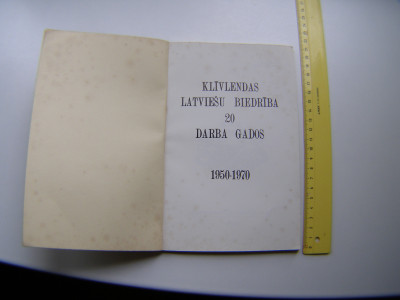 KLĪVLENDAS
LATVIEŠU BIEDRĪBA
20
DARBA GADOS
1950-1970